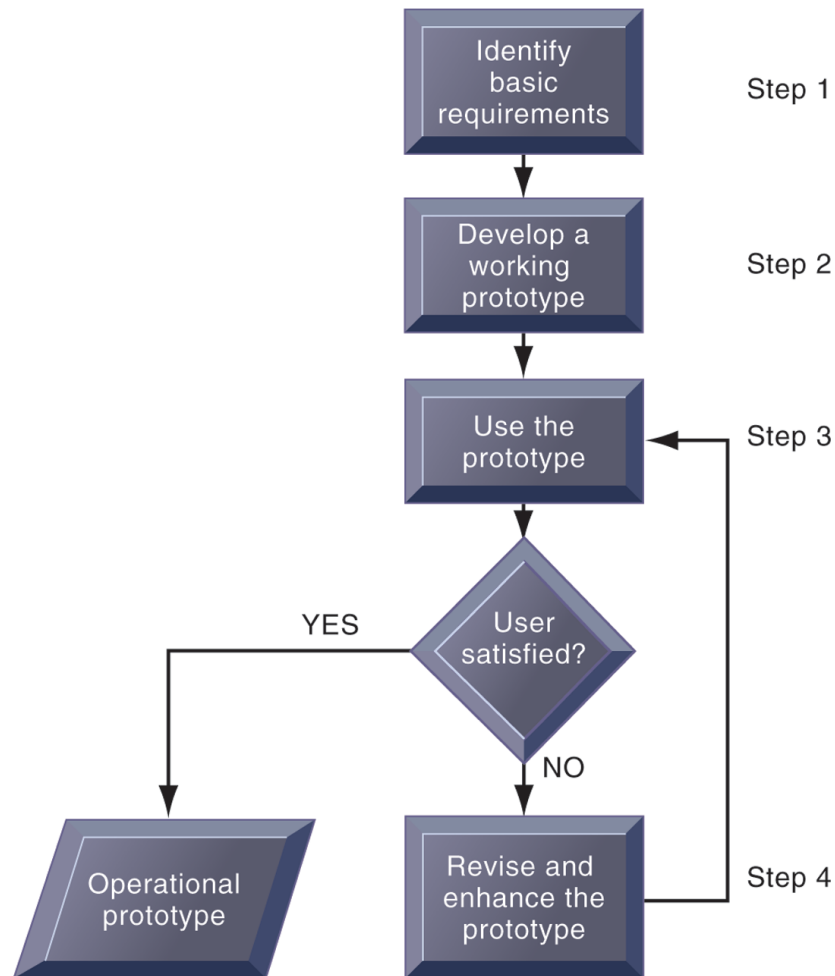 Identify
basic
requirements
Step 1
Develop a
working
prototype
Step 2
Use the
prototype
Step 3
User
satisfied?
YES
NO
Operational
prototype
Revise and
enhance the
prototype
Step 4